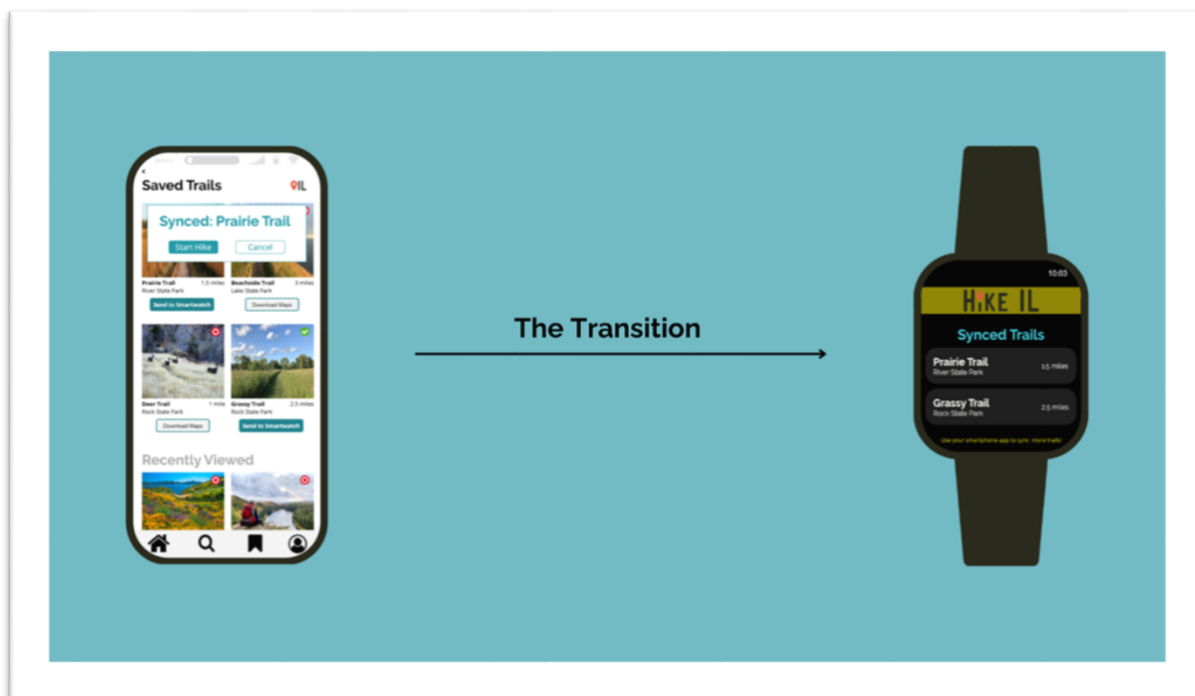 Saved Trails
IL
Synced: Prairie Trail
Start Hike Cancel
Prairie Trail 1.5 miles
River State Park
Send to Smartwatch
Beachside Trail 3 miles
Lake State Park
Download Maps
Deer Trail 1 mile
Rock State Park
Download Maps
Grassy Trail 2.5 miles
Rock State Park
Send to Smartwatch
Recently Viewed
The Transition
10:03
HIKE IL
Synced Trails
Prairie Trail 1.5 miles
River State Park
Grassy Trail 2.5 miles
Rock State Park
Use your smartphone app to sync more trails!